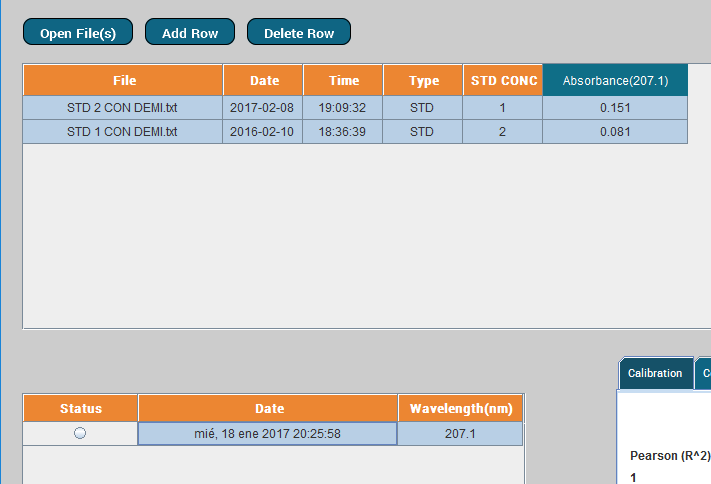 Open File(s) Add Row Delete Row
File Date Time Type STD CONC Absorbance(207.1)
STD 2 CON DEMI.txt 2017-02-08 19:09:32 STD 1 0.151
STD 1 CON DEMI.txt 2016-02-10 18:36:39 STD 2 0.081
Calibration
Status Date Wavelength(nm)
mié, 18 ene 2017 20:25:58 207.1
Pearson (R^2)
1